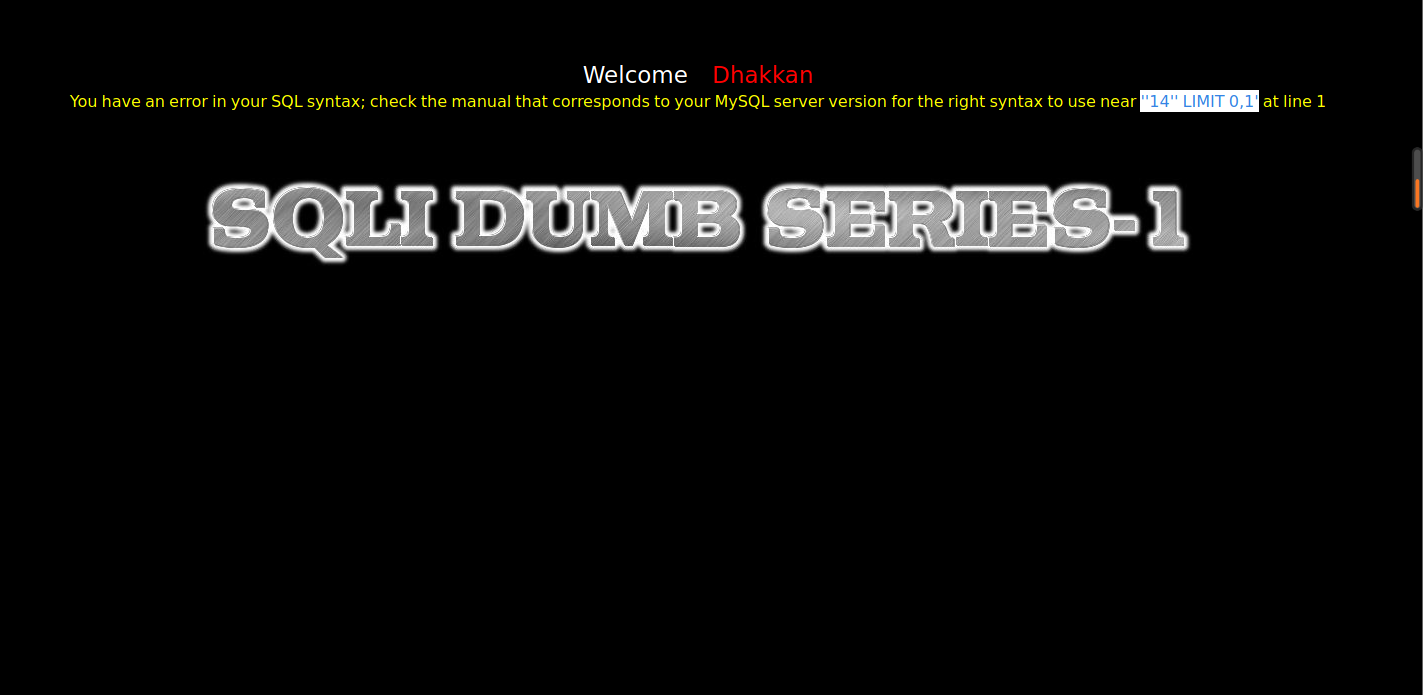 Welcome Dhakkan
You have an error in your SQL syntax; check the manual that corresponds to your MySQL server version for the right syntax to use near ''14'' LIMIT 0,1' at line 1
SQLI DUMB SERIES-1